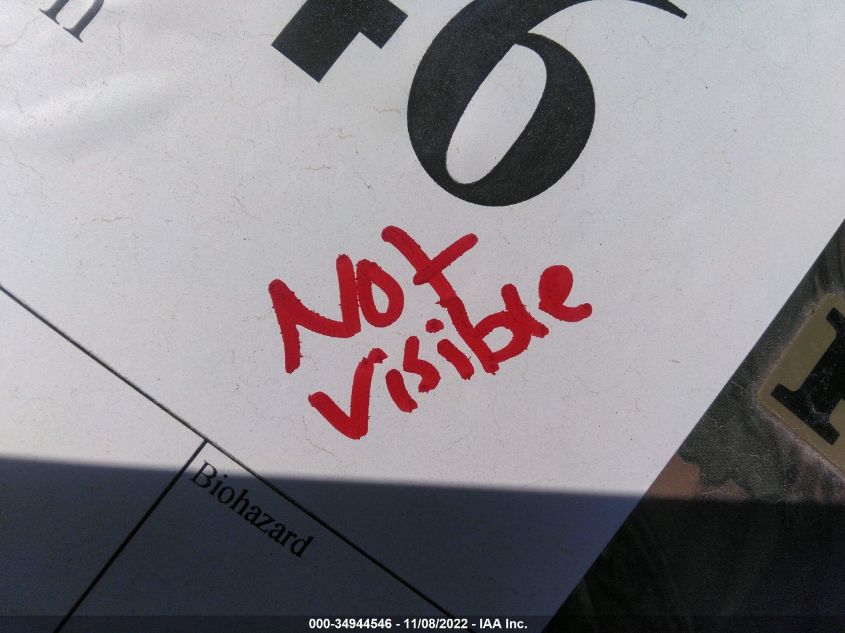 6
Not
visible
Biohazard
000-34944546 - 11/08/2022 - IAA Inc.